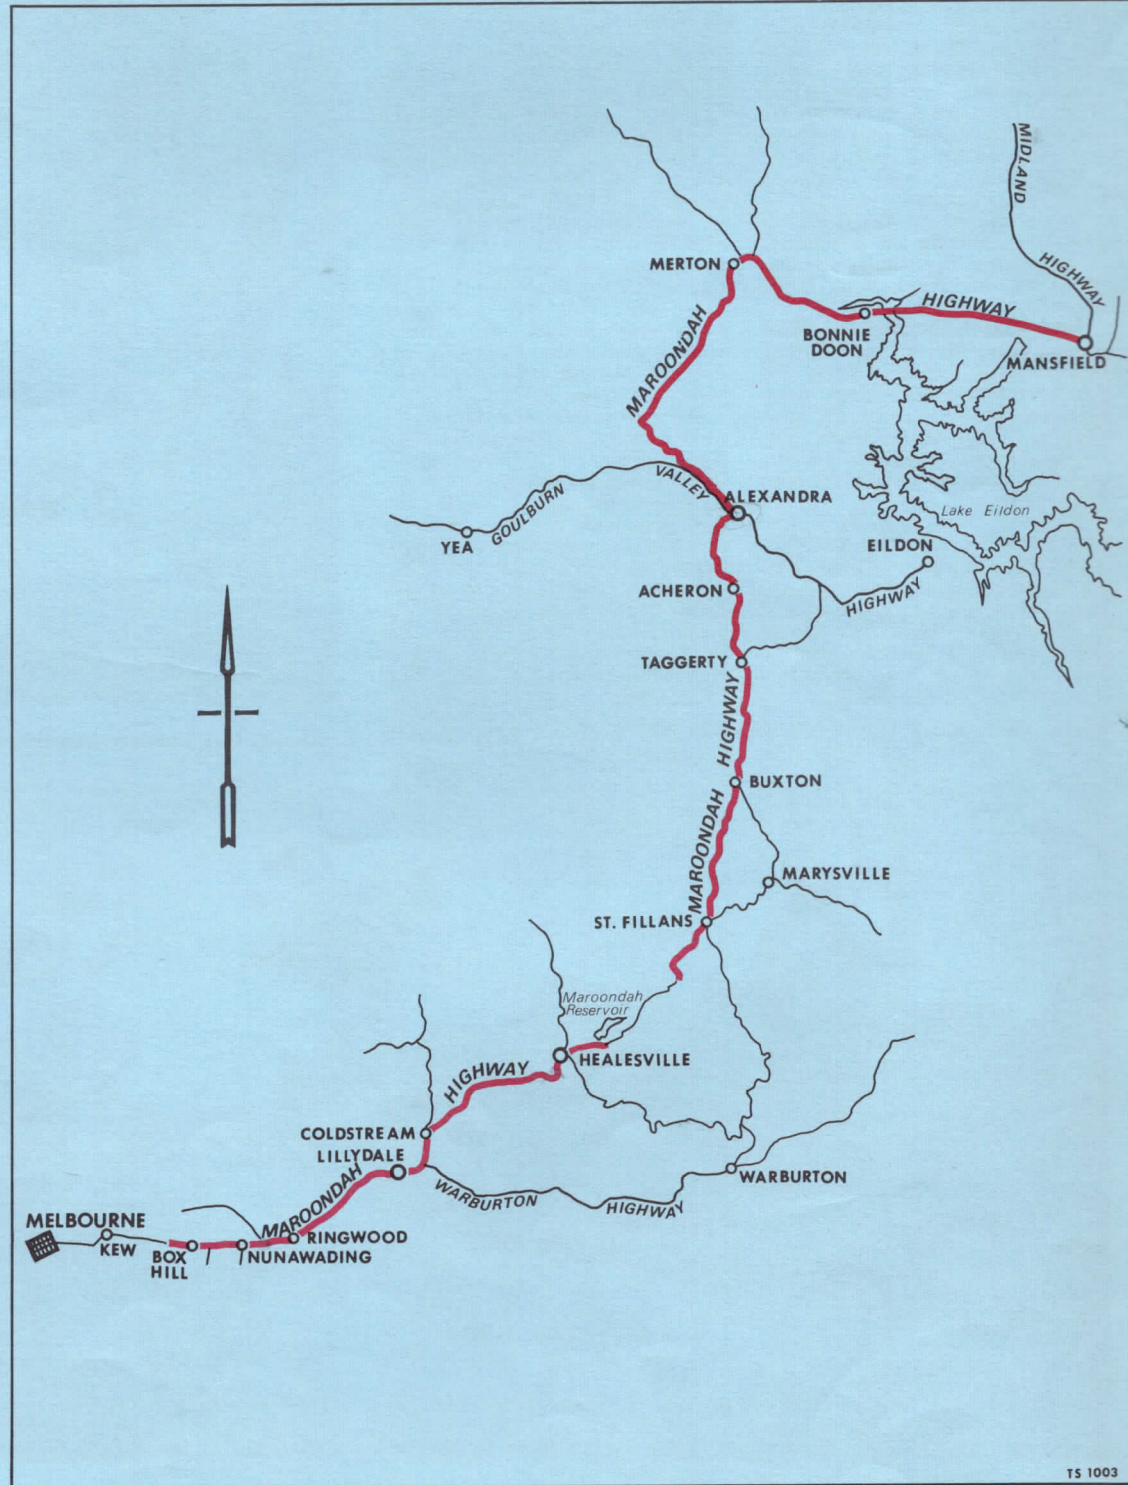 MIDLAND
HIGHWAY
MERTON
HIGHWAY
BONNIE
DOON
MANSFIELD
MAROONDAH
VALLEY
ALEXANDRA
GOULBURN
Lake Eildon
YEA
EILDON
ACHERON
HIGHWAY
TAGGERTY
HIGHWAY
BUXTON
MAROONDAH
MARYSVILLE
ST. FILLANS
Maroondah
Reservoir
HEALESVILLE
HIGHWAY
COLDSTREAM
LILLYDALE
WARBURTON
WARBURTON
HIGHWAY
MAROONDAH
MELBOURNE
KEW
BOX
HILL
NUNAWADING
RINGWOOD
TS 1003